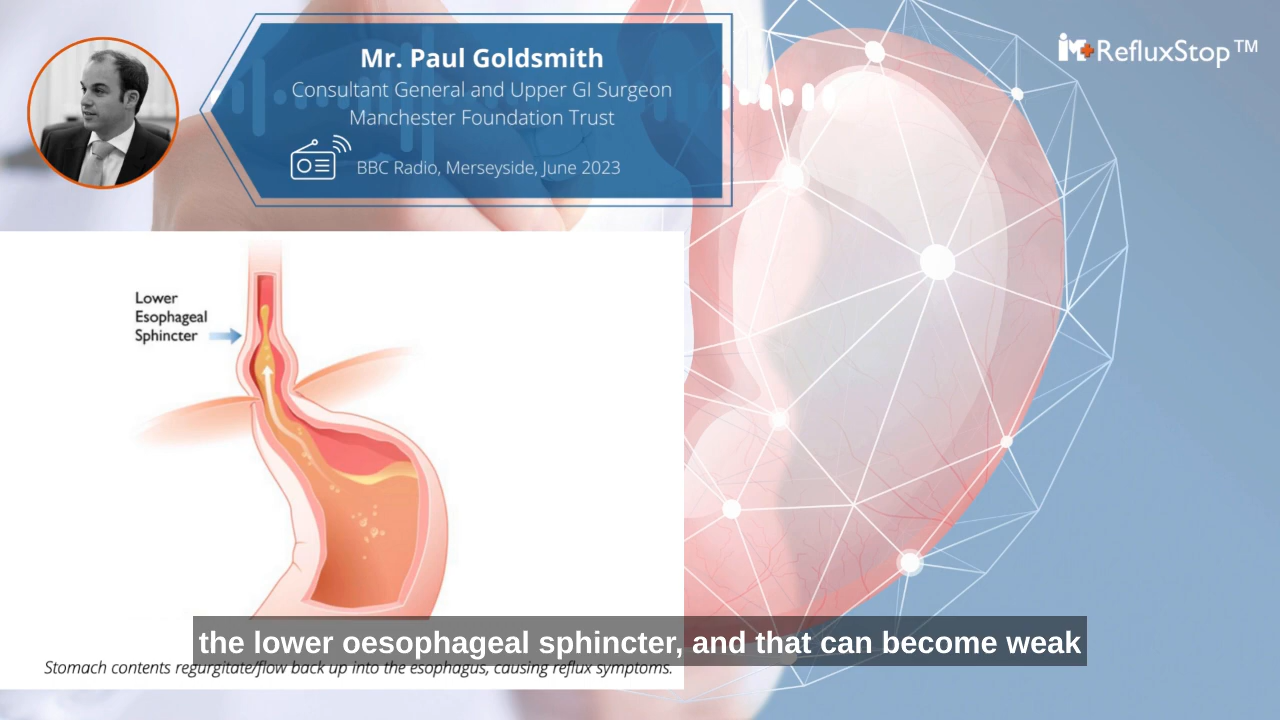 Mr. Paul Goldsmith
Consultant General and Upper GI Surgeon
Manchester Foundation Trust
BBC Radio, Merseyside, June 2023
RefluxStop™
Lower
Esophageal
Sphincter
the lower oesophageal sphincter, and that can become weak
Stomach contents regurgitate/flow back up into the esophagus, causing reflux symptoms.